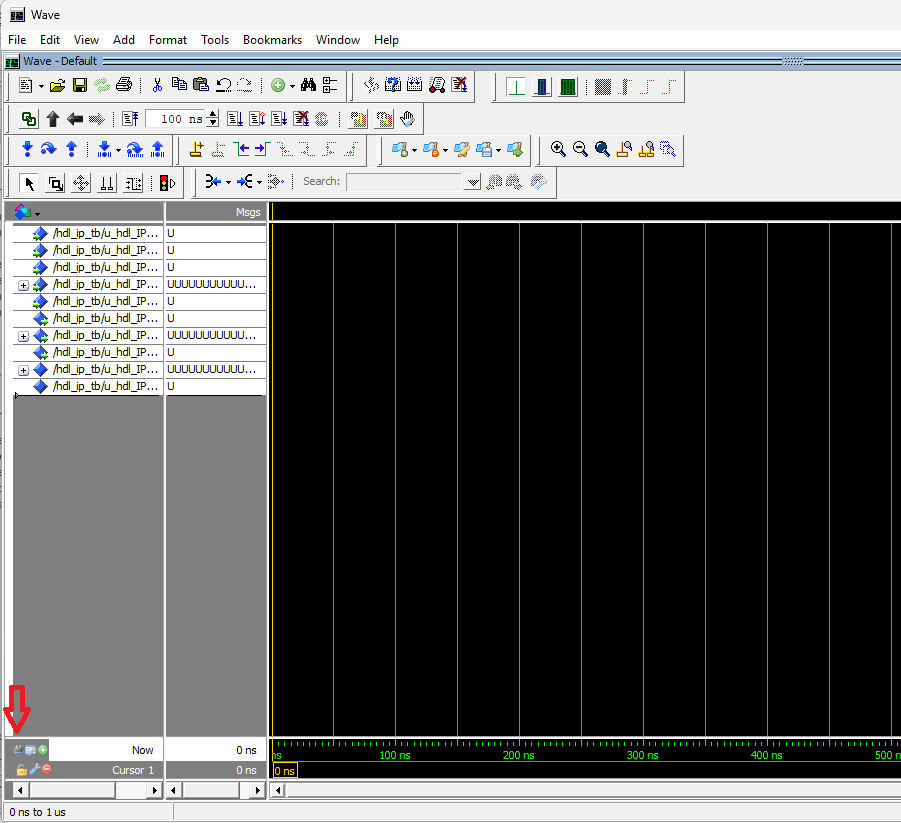 Wave
File Edit View Add Format Tools Bookmarks Window Help
Wave - Default
100 ns
Search:
Msgs
/hdl_ip_tb/u_hdl_IP... U
/hdl_ip_tb/u_hdl_IP... U
/hdl_ip_tb/u_hdl_IP... U
/hdl_ip_tb/u_hdl_IP... UUUUUUUUUUU...
/hdl_ip_tb/u_hdl_IP... U
/hdl_ip_tb/u_hdl_IP... U
/hdl_ip_tb/u_hdl_IP... UUUUUUUUUUU...
/hdl_ip_tb/u_hdl_IP... U
/hdl_ip_tb/u_hdl_IP... UUUUUUUUUUU...
/hdl_ip_tb/u_hdl_IP... U
Now 0 ns ns 100 ns 200 ns 300 ns 400 ns 500 n
Cursor 1 0 ns 0 ns
0 ns to 1 us